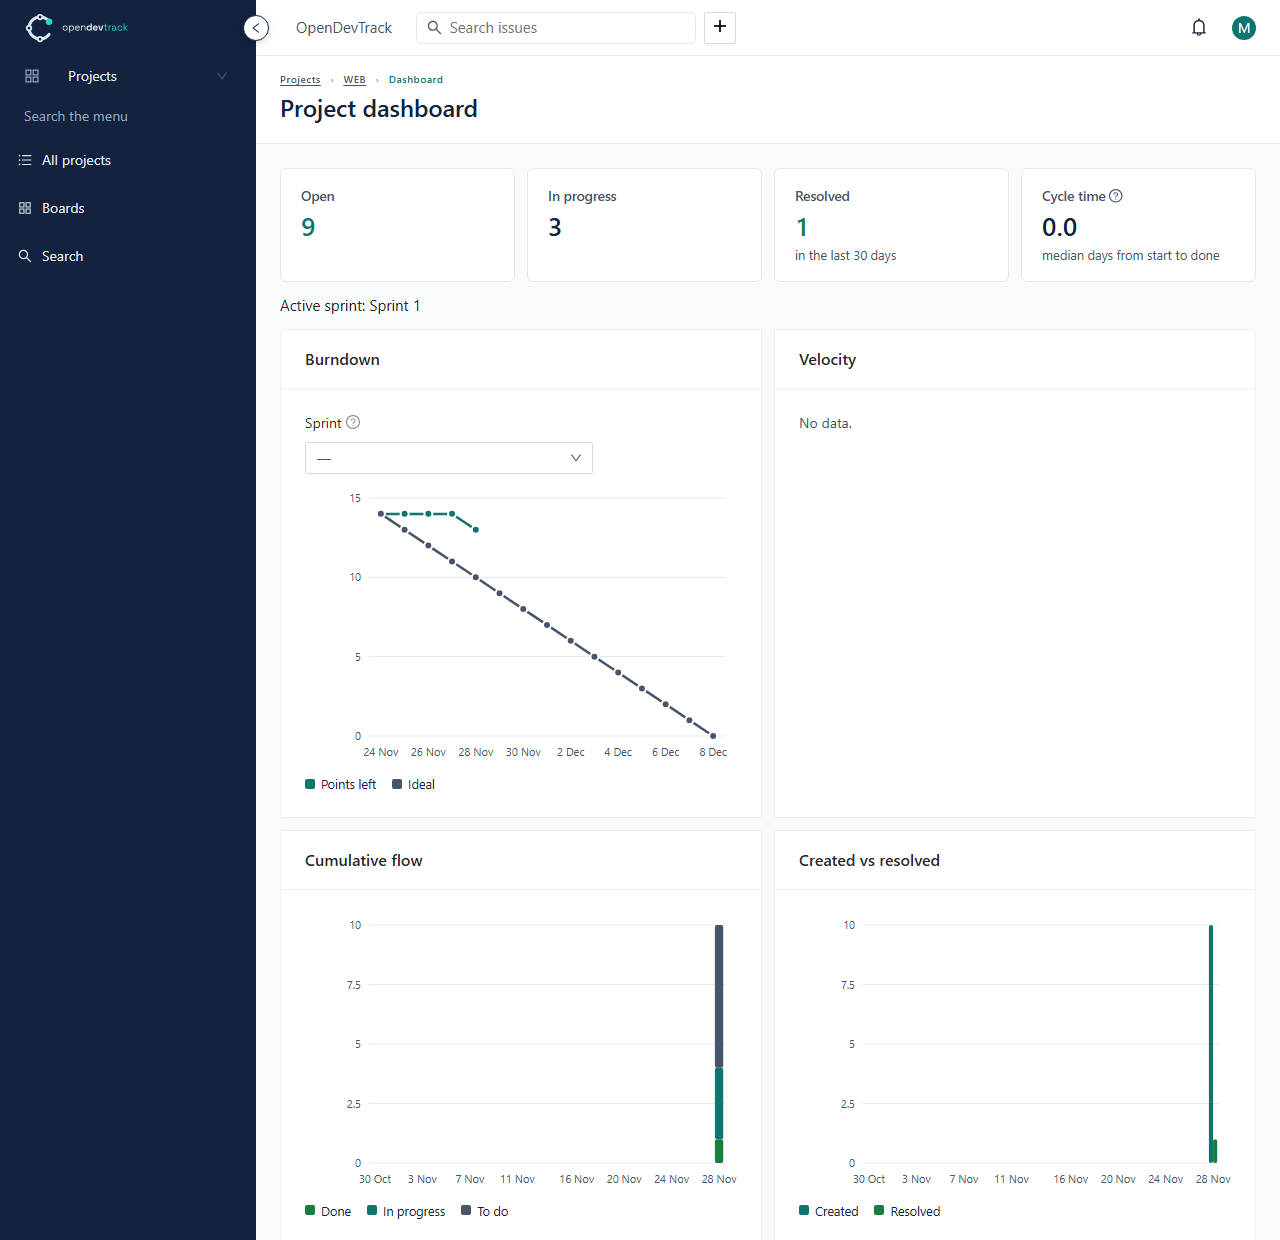 opendevtrack
OpenDevTrack
Search issues
M
Projects
Search the menu
All projects
Boards
Search
Projects › WEB › Dashboard
Project dashboard
Open
9
In progress
3
Resolved
1
in the last 30 days
Cycle time ?
0.0
median days from start to done
Active sprint: Sprint 1
Burndown
Sprint ?
—
15
10
5
0
24 Nov 26 Nov 28 Nov 30 Nov 2 Dec 4 Dec 6 Dec 8 Dec
Points left Ideal
Velocity
No data.
Cumulative flow
10
7.5
5
2.5
0
30 Oct 3 Nov 7 Nov 11 Nov 16 Nov 20 Nov 24 Nov 28 Nov
Done In progress To do
Created vs resolved
10
7.5
5
2.5
0
30 Oct 3 Nov 7 Nov 11 Nov 16 Nov 20 Nov 24 Nov 28 Nov
Created Resolved